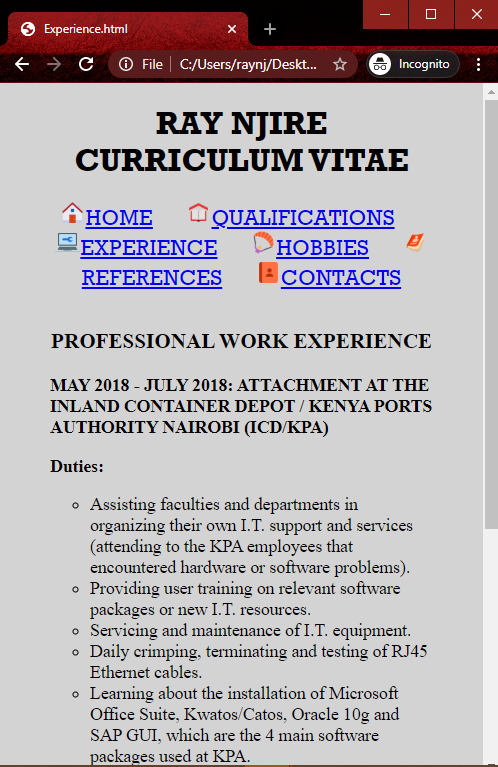 Experience.html
File
C:/Users/raynj/Deskt...
Incognito
RAY NJIRE
CURRICULUM VITAE
HOME QUALIFICATIONS
EXPERIENCE HOBBIES
REFERENCES CONTACTS
PROFESSIONAL WORK EXPERIENCE
MAY 2018 - JULY 2018: ATTACHMENT AT THE
INLAND CONTAINER DEPOT / KENYA PORTS
AUTHORITY NAIROBI (ICD/KPA)
Duties:
Assisting faculties and departments in
organizing their own I.T. support and services
(attending to the KPA employees that
encountered hardware or software problems).
Providing user training on relevant software
packages or new I.T. resources.
Servicing and maintenance of I.T. equipment.
Daily crimping, terminating and testing of RJ45
Ethernet cables.
Learning about the installation of Microsoft
Office Suite, Kwatos/Catos, Oracle 10g and
SAP GUI, which are the 4 main software
packages used at KPA.